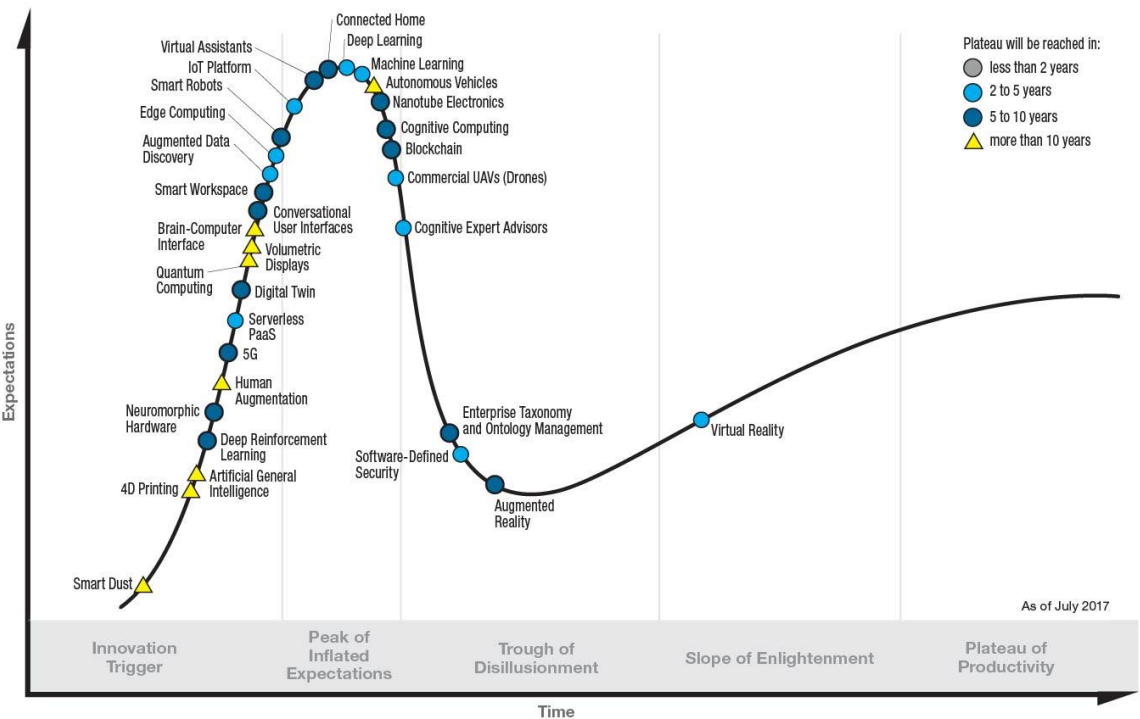 Connected Home
Deep Learning
Virtual Assistants
Machine Learning
IoT Platform
Autonomous Vehicles
Smart Robots
Nanotube Electronics
Edge Computing
Cognitive Computing
Augmented Data
Discovery
Blockchain
Commercial UAVs (Drones)
Smart Workspace
Conversational
User Interfaces
Cognitive Expert Advisors
Brain-Computer
Interface
Volumetric
Displays
Quantum
Computing
Digital Twin
Serverless
PaaS
5G
Human
Augmentation
Neuromorphic
Hardware
Deep Reinforcement
Learning
Artificial General
Intelligence
4D Printing
Smart Dust
Enterprise Taxonomy
and Ontology Management
Software-Defined
Security
Augmented
Reality
Virtual Reality
Plateau will be reached in:
less than 2 years
2 to 5 years
5 to 10 years
more than 10 years
As of July 2017
Expectations
Innovation
Trigger
Peak of
Inflated
Expectations
Trough of
Disillusionment
Slope of Enlightenment
Plateau of
Productivity
Time